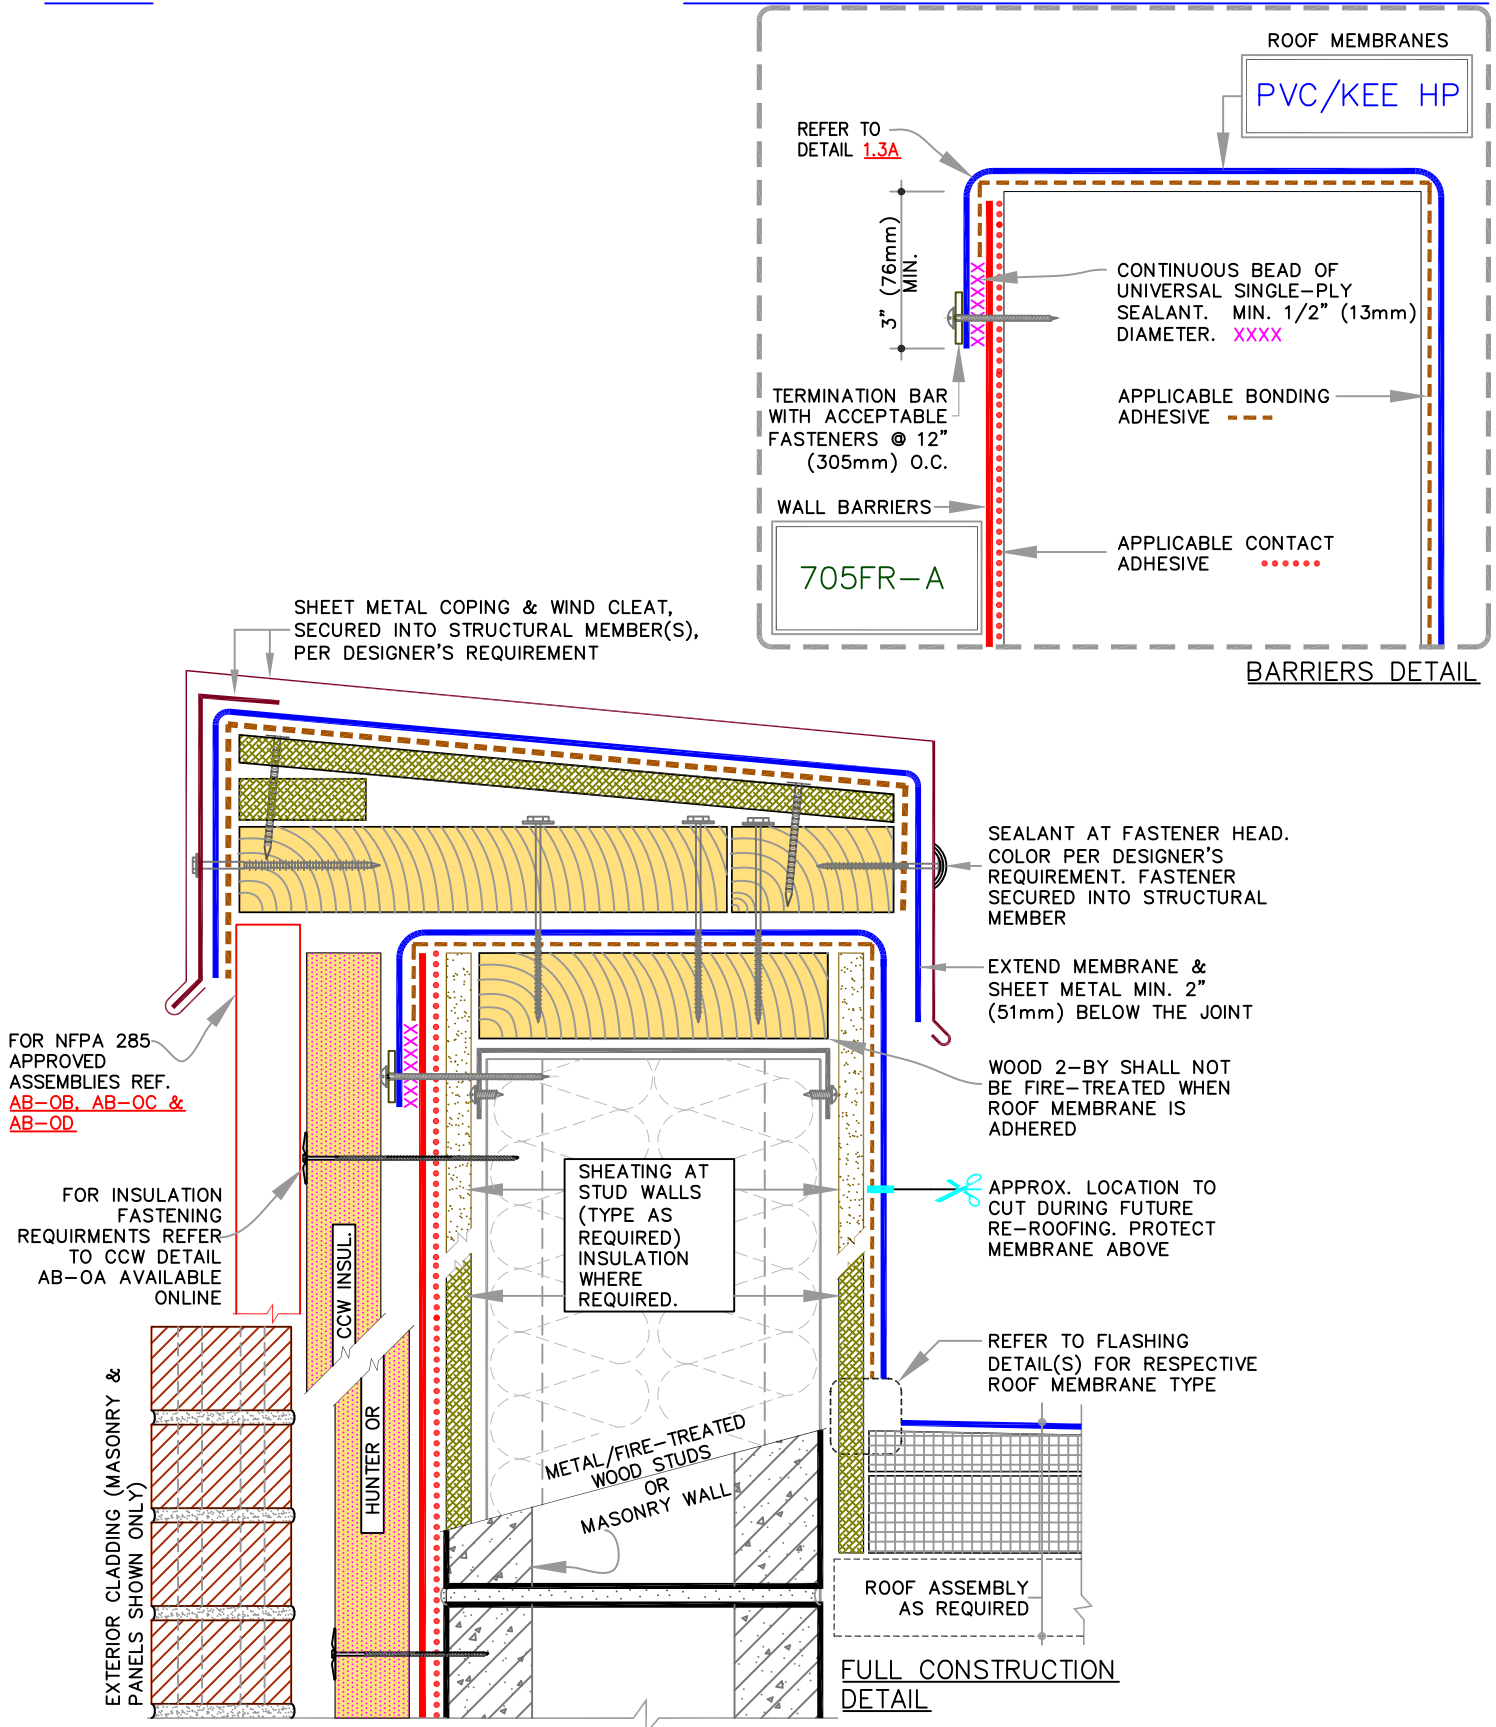 ROOF MEMBRANES
PVC/KEE HP
REFER TO
DETAIL 1.3A
3" (76mm)
MIN.
CONTINUOUS BEAD OF
UNIVERSAL SINGLE-PLY
SEALANT. MIN. 1/2" (13mm)
DIAMETER. XXXX
TERMINATION BAR
WITH ACCEPTABLE
FASTENERS @ 12"
(305mm) O.C.
APPLICABLE BONDING
ADHESIVE
WALL BARRIERS
705FR-A
APPLICABLE CONTACT
ADHESIVE
BARRIERS DETAIL
SHEET METAL COPING & WIND CLEAT,
SECURED INTO STRUCTURAL MEMBER(S),
PER DESIGNER'S REQUIREMENT
SEALANT AT FASTENER HEAD.
COLOR PER DESIGNER'S
REQUIREMENT. FASTENER
SECURED INTO STRUCTURAL
MEMBER
EXTEND MEMBRANE &
SHEET METAL MIN. 2"
(51mm) BELOW THE JOINT
FOR NFPA 285
APPROVED
ASSEMBLIES REF.
AB-OB, AB-OC &
AB-OD
WOOD 2-BY SHALL NOT
BE FIRE-TREATED WHEN
ROOF MEMBRANE IS
ADHERED
FOR INSULATION
FASTENING
REQUIRMENTS REFER
TO CCW DETAIL
AB-OA AVAILABLE
ONLINE
SHEATING AT
STUD WALLS
(TYPE AS
REQUIRED)
INSULATION
WHERE
REQUIRED.
APPROX. LOCATION TO
CUT DURING FUTURE
RE-ROOFING. PROTECT
MEMBRANE ABOVE
HUNTER OR
CCW INSUL.
REFER TO FLASHING
DETAIL(S) FOR RESPECTIVE
ROOF MEMBRANE TYPE
EXTERIOR CLADDING (MASONRY &
PANELS SHOWN ONLY)
METAL/FIRE-TREATED
WOOD STUDS
OR
MASONRY WALL
ROOF ASSEMBLY
AS REQUIRED
FULL CONSTRUCTION
DETAIL